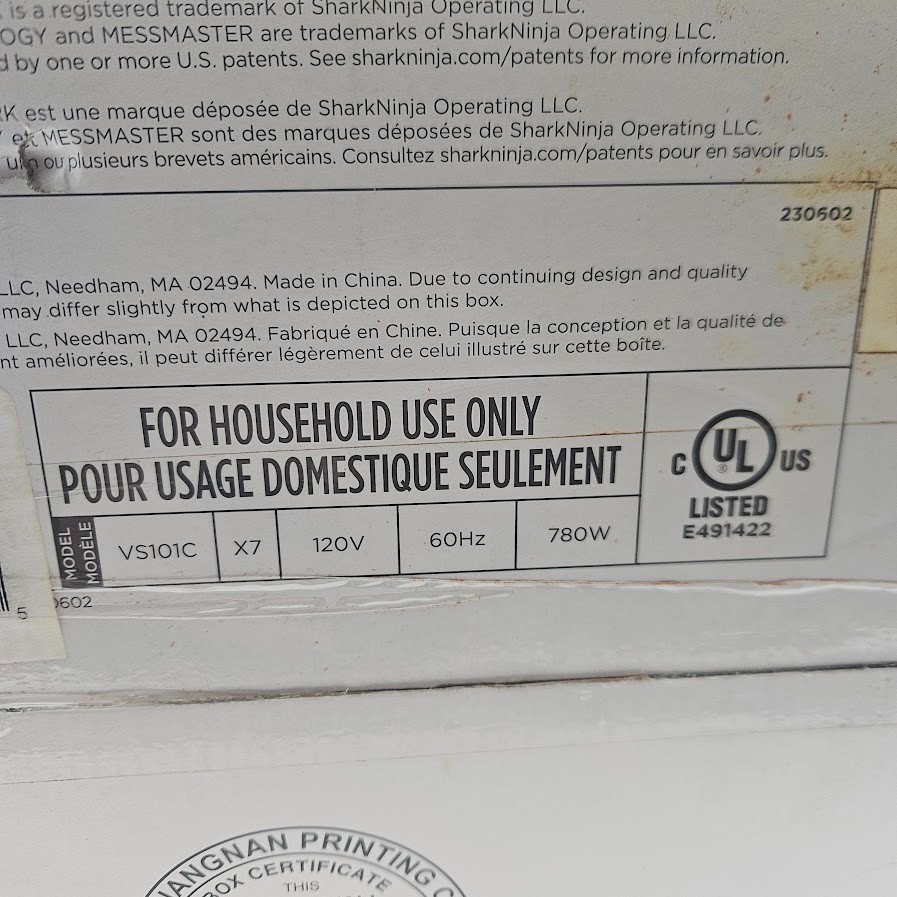 is a registered trademark of SharkNinja Operating LLC.
OGY and MESSMASTER are trademarks of SharkNinja Operating LLC.
d by one or more U.S. patents. See sharkninja.com/patents for more information.
K est une marque déposée de SharkNinja Operating LLC.
et MESSMASTER sont des marques déposées de SharkNinja Operating LLC.
un ou plusieurs brevets américains. Consultez sharkninja.com/patents pour en savoir plus.
230602
LLC, Needham, MA 02494. Made in China. Due to continuing design and quality
may differ slightly from what is depicted on this box.
LLC, Needham, MA 02494. Fabriqué en Chine. Puisque la conception et la qualité de
nt améliorées, il peut différer légèrement de celui illustré sur cette boîte.
FOR HOUSEHOLD USE ONLY
POUR USAGE DOMESTIQUE SEULEMENT
MODEL
MODÈLE
VS101C X7 120V 60Hz 780W
C UL ® US
LISTED
E491422
5
0602
ANGNAN PRINTING CO
BOX CERTIFICATE
THIS